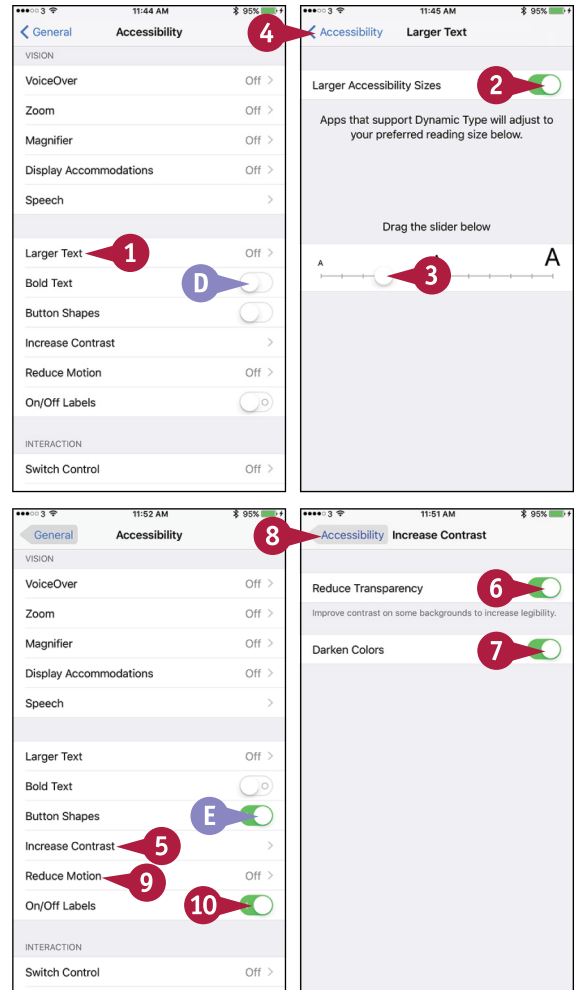 3 11:44 AM 95%
General Accessibility
VISION
VoiceOver Off
Zoom Off
Magnifier Off
Display Accommodations Off
Speech
Larger Text 1 Off
Bold Text D
Button Shapes
Increase Contrast
Reduce Motion Off
On/Off Labels
INTERACTION
Switch Control Off
3 11:45 AM 95%
4 Accessibility Larger Text
Larger Accessibility Sizes 2
Apps that support Dynamic Type will adjust to
your preferred reading size below.
Drag the slider below
A A
3
3 11:52 AM 95%
General Accessibility
VISION
VoiceOver Off
Zoom Off
Magnifier Off
Display Accommodations Off
Speech
Larger Text Off
Bold Text
Button Shapes E
Increase Contrast 5
Reduce Motion 9 Off
On/Off Labels 10
INTERACTION
Switch Control Off
3 11:51 AM 95%
8 Accessibility Increase Contrast
Reduce Transparency 6
Improve contrast on some backgrounds to increase legibility.
Darken Colors 7